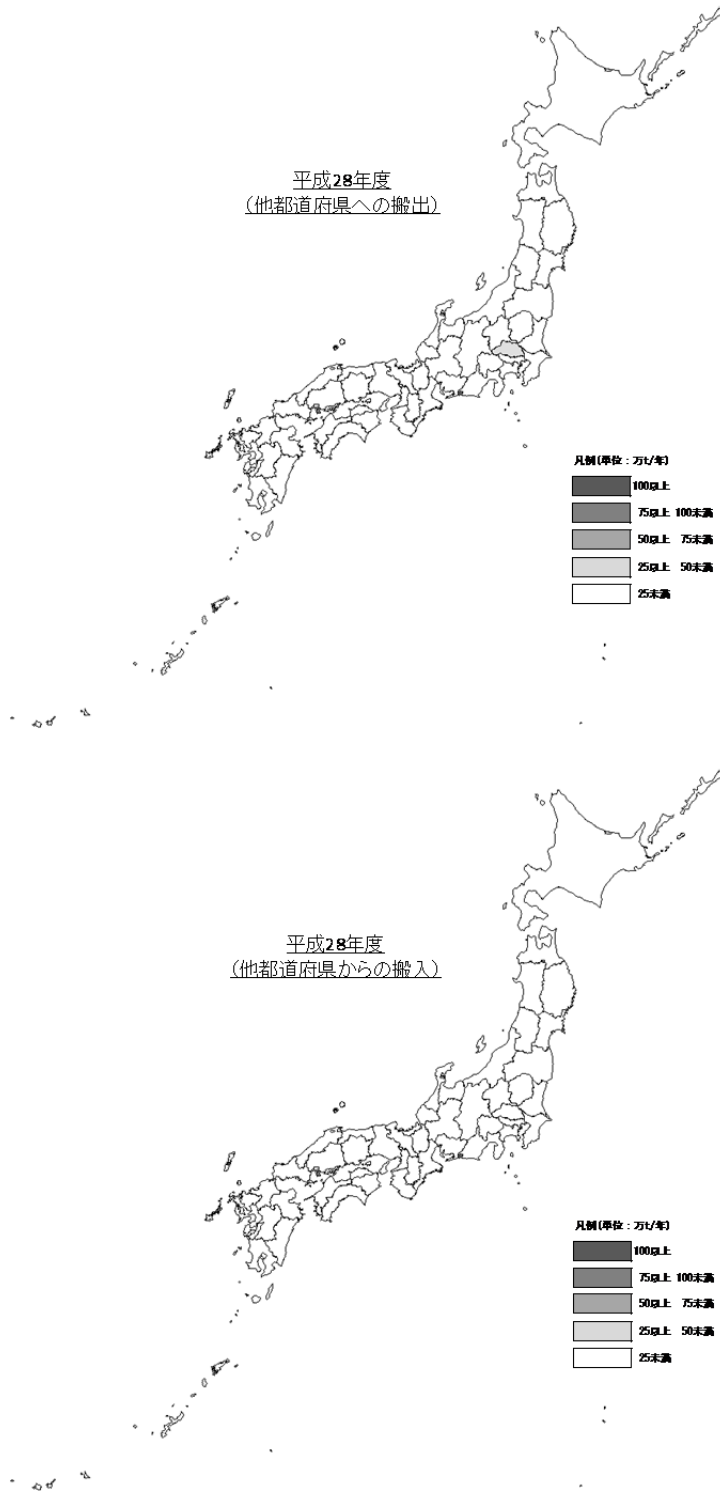 平成28年度
(他都道府県への搬出)
凡例(単位：万t/年)
100以上
75以上 100未満
50以上 75未満
25以上 50未満
25未満
平成28年度
(他都道府県からの搬入)
凡例(単位：万t/年)
100以上
75以上 100未満
50以上 75未満
25以上 50未満
25未満